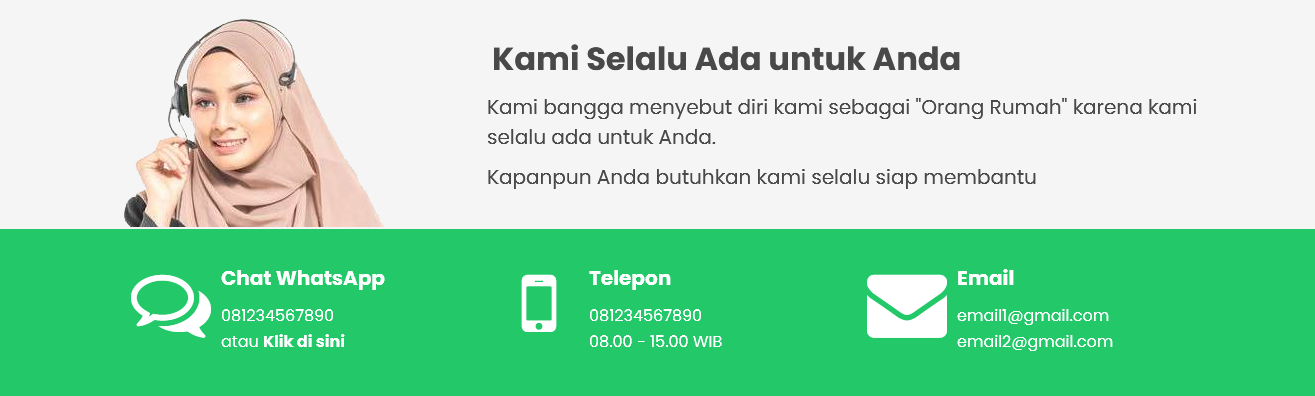 Kami Selalu Ada untuk Anda
Kami bangga menyebut diri kami sebagai "Orang Rumah" karena kami
selalu ada untuk Anda.
Kapanpun Anda butuhkan kami selalu siap membantu
Chat WhatsApp
081234567890
atau Klik di sini
Telepon
081234567890
08.00 - 15.00 WIB
Email
email1@gmail.com
email2@gmail.com